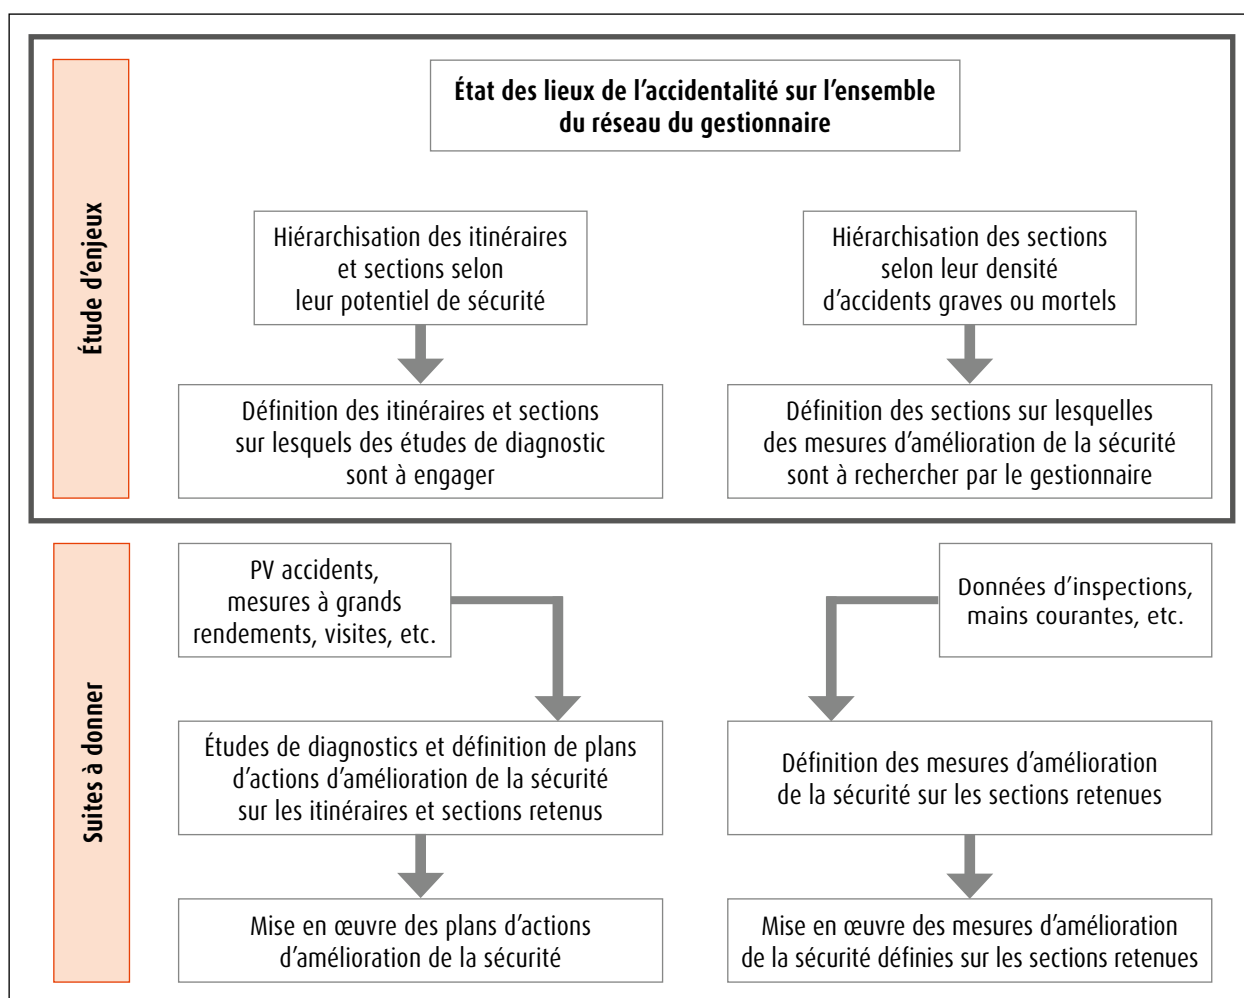 Étude d’enjeux
État des lieux de l’accidentalité sur l’ensemble
du réseau du gestionnaire
Hiérarchisation des itinéraires
et sections selon
leur potentiel de sécurité
Hiérarchisation des sections
selon leur densité
d’accidents graves ou mortels
Définition des itinéraires et sections
sur lesquels des études de diagnostic
sont à engager
Définition des sections sur lesquelles
des mesures d’amélioration de la sécurité
sont à rechercher par le gestionnaire
Suites à donner
PV accidents,
mesures à grands
rendements, visites, etc.
Données d’inspections,
mains courantes, etc.
Études de diagnostics et définition de plans
d’actions d’amélioration de la sécurité
sur les itinéraires et sections retenus
Définition des mesures d’amélioration
de la sécurité sur les sections retenues
Mise en œuvre des plans d’actions
d’amélioration de la sécurité
Mise en œuvre des mesures d’amélioration
de la sécurité définies sur les sections retenues